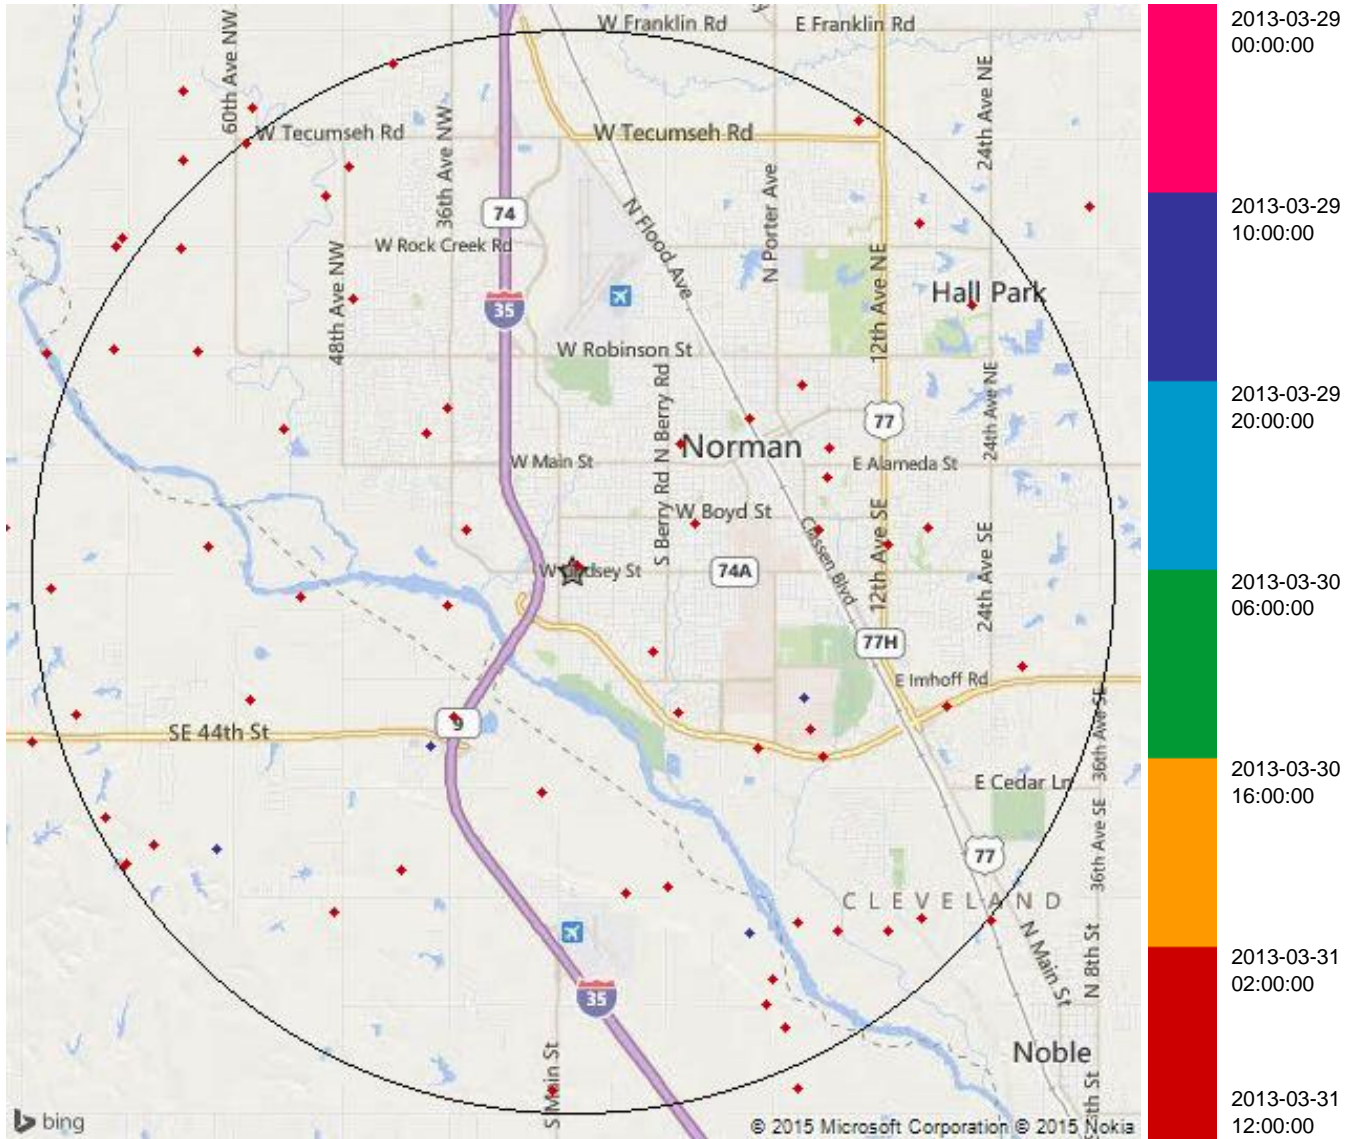 W Franklin Rd
E Franklin Rd
60th Ave NW
W Tecumseh Rd
36th Ave NW
W Tecumseh Rd
24th Ave NE
74
N Flood Ave
N Porter Ave
W Rock Creek Rd
48th Ave NW
35
12th Ave NE
Hall Park
W Robinson St
N Berry Rd
77
24th Ave NE
Norman
W Main St
E Alameda St
S Berry Rd
W Boyd St
Classen Blvd
12th Ave SE
24th Ave SE
74A
77H
E Imhoff Rd
36th Ave SE
SE 44th St
9
E Cedar Ln
36th Ave SE
77
CLEVELAND
N Main St
N 8th St
35
Noble
S Main St
bing
© 2015 Microsoft Corporation © 2015 Nokia
2013-03-29
00:00:00
2013-03-29
10:00:00
2013-03-29
20:00:00
2013-03-30
06:00:00
2013-03-30
16:00:00
2013-03-31
02:00:00
2013-03-31
12:00:00